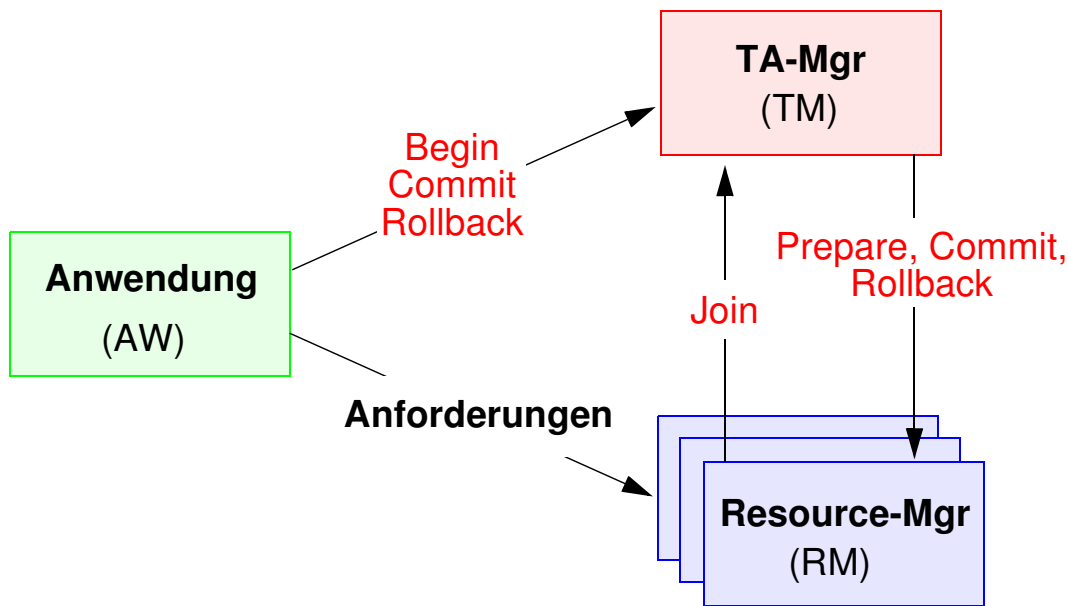 TA-Mgr
(TM)
Begin
Commit
Rollback
Prepare, Commit,
Rollback
Anwendung
(AW)
Join
Anforderungen
Resource-Mgr
(RM)